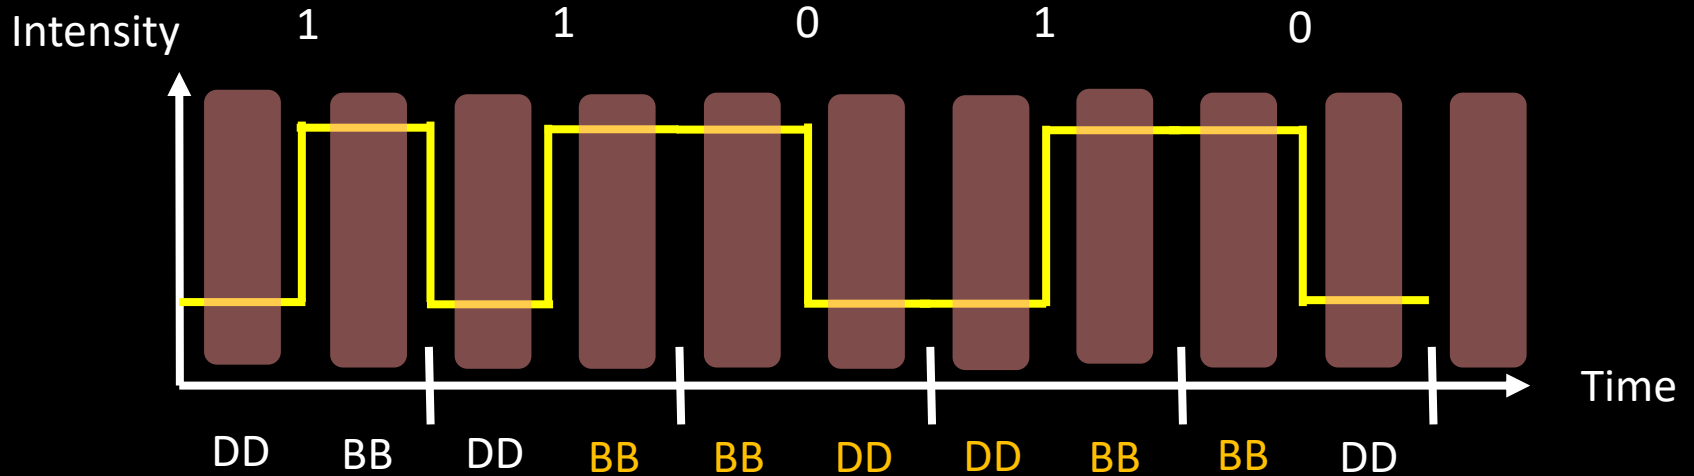 Intensity
1 1 0 1 0
Time
DD BB DD BB BB DD DD BB BB DD